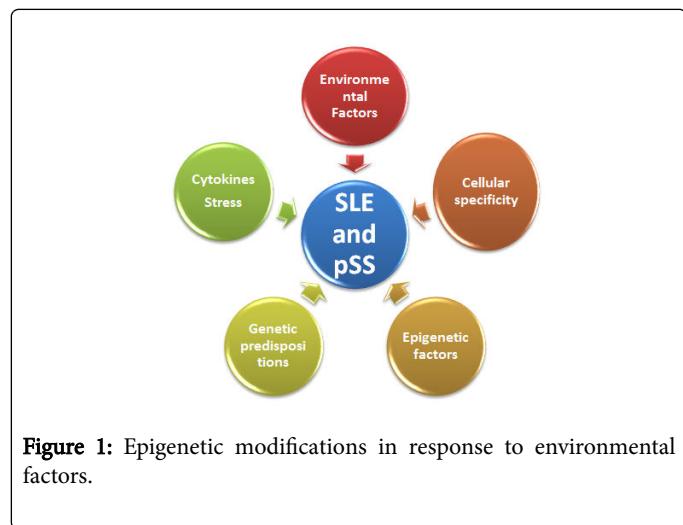 Environme
ntal
Factors
Cytokines
Stress
Cellular
specificity
SLE
and
pSS
Genetic
predisposi
tions
Epigenetic
factors
Figure 1: Epigenetic modifications in response to environmental
factors.